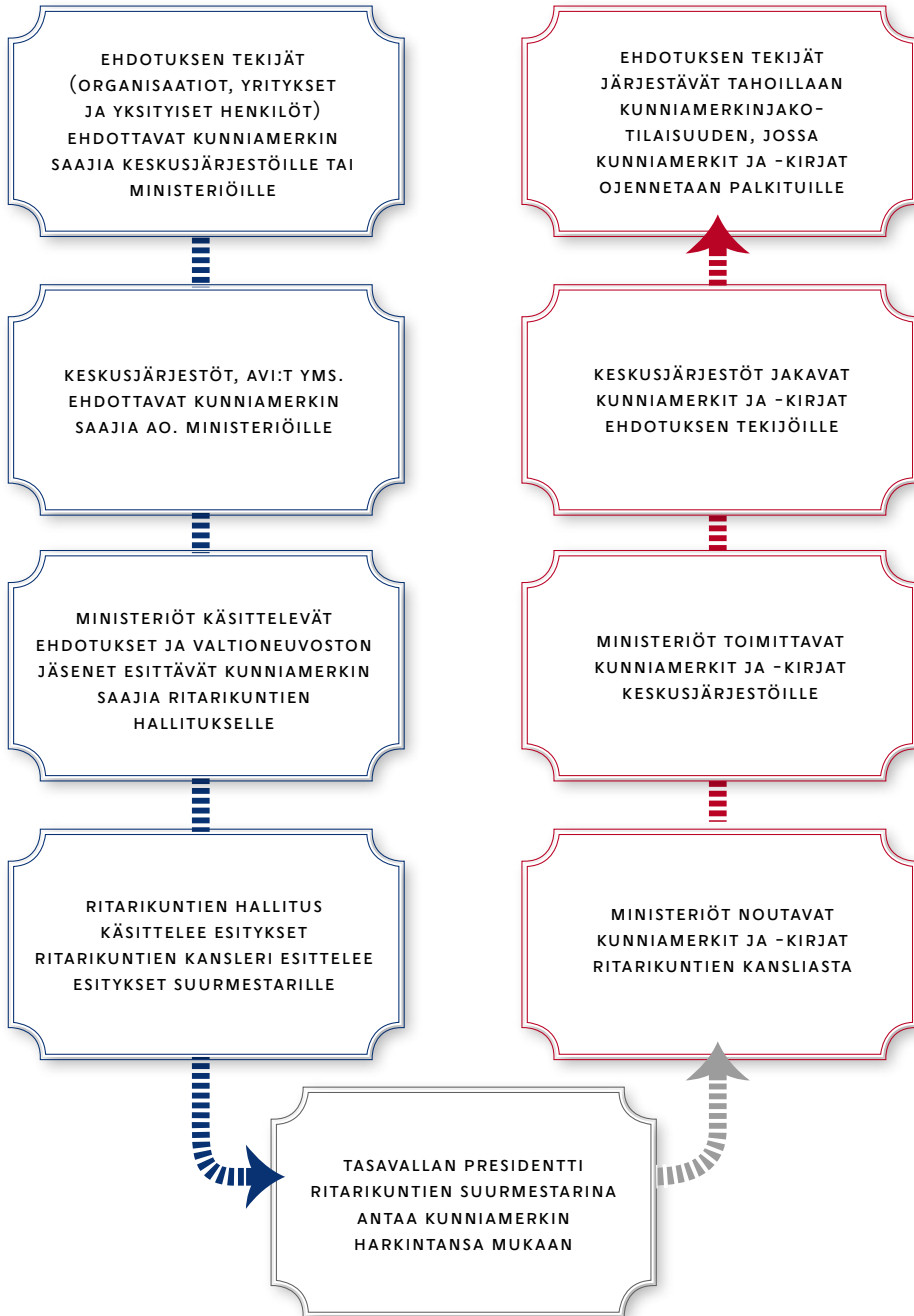 EHDOTUKSEN TEKIJÄT
(ORGANISAATIOT, YRITYKSET
JA YKSITYISET HENKILÖT)
EHDOTTAVAT KUNNIAMERKIN
SAAJIA KESKUSJÄRJESTÖILLE TAI
MINISTERIÖILLE
KESKUSJÄRJESTÖT, AVI:T YMS.
EHDOTTAVAT KUNNIAMERKIN
SAAJIA AO. MINISTERIÖILLE
MINISTERIÖT KÄSITTELEVÄT
EHDOTUKSET JA VALTIONEUVOSTON
JÄSENET ESITTÄVÄT KUNNIAMERKIN
SAAJIA RITARIKUNTIEN
HALLITUKSELLE
RITARIKUNTIEN HALLITUS
KÄSITTELEE ESITYKSET
RITARIKUNTIEN KANSLERI ESITTELEE
ESITYKSET SUURMESTARILLE
TASAVALLAN PRESIDENTTI
RITARIKUNTIEN SUURMESTARINA
ANTAA KUNNIAMERKIN
HARKINTANSA MUKAAN
MINISTERIÖT NOUTAVAT
KUNNIAMERKIT JA -KIRJAT
RITARIKUNTIEN KANSLIASTA
MINISTERIÖT TOIMITTAVAT
KUNNIAMERKIT JA -KIRJAT
KESKUSJÄRJESTÖILLE
KESKUSJÄRJESTÖT JAKAVAT
KUNNIAMERKIT JA -KIRJAT
EHDOTUKSEN TEKIJÖILLE
EHDOTUKSEN TEKIJÄT
JÄRJESTÄVÄT TAHOILLAAN
KUNNIAMERKINJAKO-
TILAISUUDEN, JOSSA
KUNNIAMERKIT JA -KIRJAT
OJENNETAAN PALKITUILLE